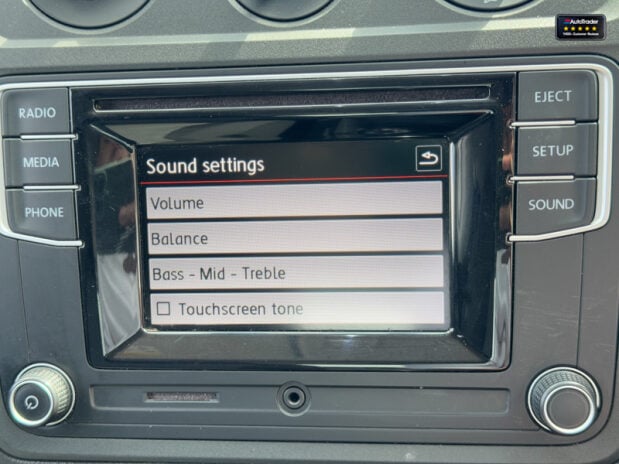 AutoTrader
RADIO
MEDIA
PHONE
EJECT
SETUP
SOUND
Sound settings
Volume
Balance
Bass - Mid - Treble
Touchscreen tone